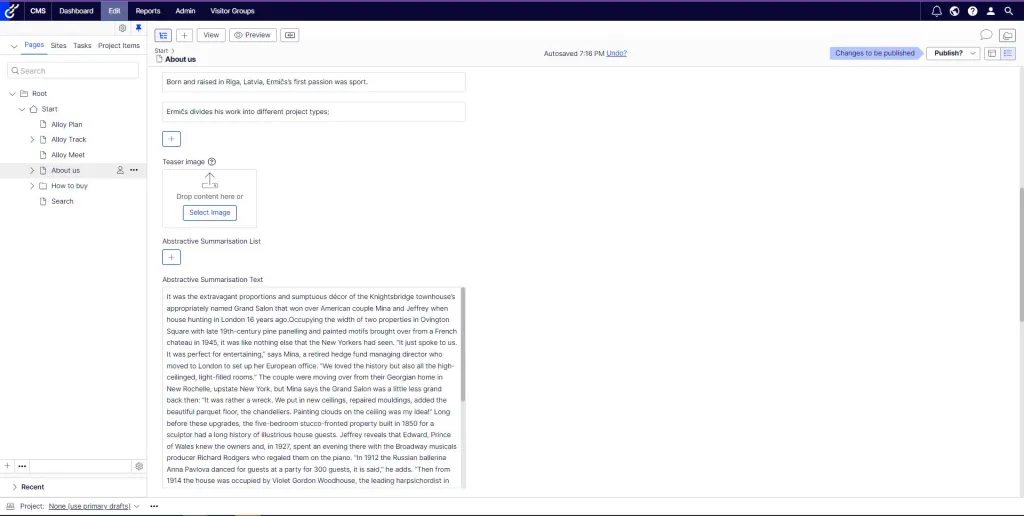 CMS Dashboard Edit Reports Admin Visitor Groups
Pages Sites Tasks Project Items
Search
Root
Start
Alloy Plan
Alloy Track
Alloy Meet
About us
How to buy
Search
Recent
Project: None (use primary drafts)
View Preview
Start
About us
Autosaved 7:16 PM Undo?
Changes to be published
Publish?
Born and raised in Riga, Latvia, Ermičs's first passion was sport.
Ermičs divides his work into different project types;
Teaser image
Drop content here or
Select Image
Abstractive Summarisation List
Abstractive Summarisation Text
It was the extravagant proportions and sumptuous décor of the Knightsbridge townhouse's
appropriately named Grand Salon that won over American couple Mina and Jeffrey when
house hunting in London 16 years ago.Occupying the width of two properties in Ovington
Square with late 19th-century pine panelling and painted motifs brought over from a French
chateau in 1945, it was like nothing else that the New Yorkers had seen. "It just spoke to us.
It was perfect for entertaining," says Mina, a retired hedge fund managing director who
moved to London to set up her European office. "We loved the history but also all the high-
ceilinged, light-filled rooms." The couple were moving over from their Georgian home in
New Rochelle, upstate New York, but Mina says the Grand Salon was a little less grand
back then: "It was rather a wreck. We put in new ceilings, repaired mouldings, added the
beautiful parquet floor, the chandeliers. Painting clouds on the ceiling was my idea!" Long
before these upgrades, the five-bedroom stucco-fronted property built in 1850 for a
sculptor had a long history of illustrious house guests. Jeffrey reveals that Edward, Prince
of Wales knew the owners and, in 1927, spent an evening there with the Broadway musicals
producer Richard Rodgers who regaled them on the piano. "In 1912 the Russian ballerina
Anna Pavlova danced for guests at a party for 300 guests, it is said," he adds. "Then from
1914 the house was occupied by Violet Gordon Woodhouse, the leading harpsichordist in